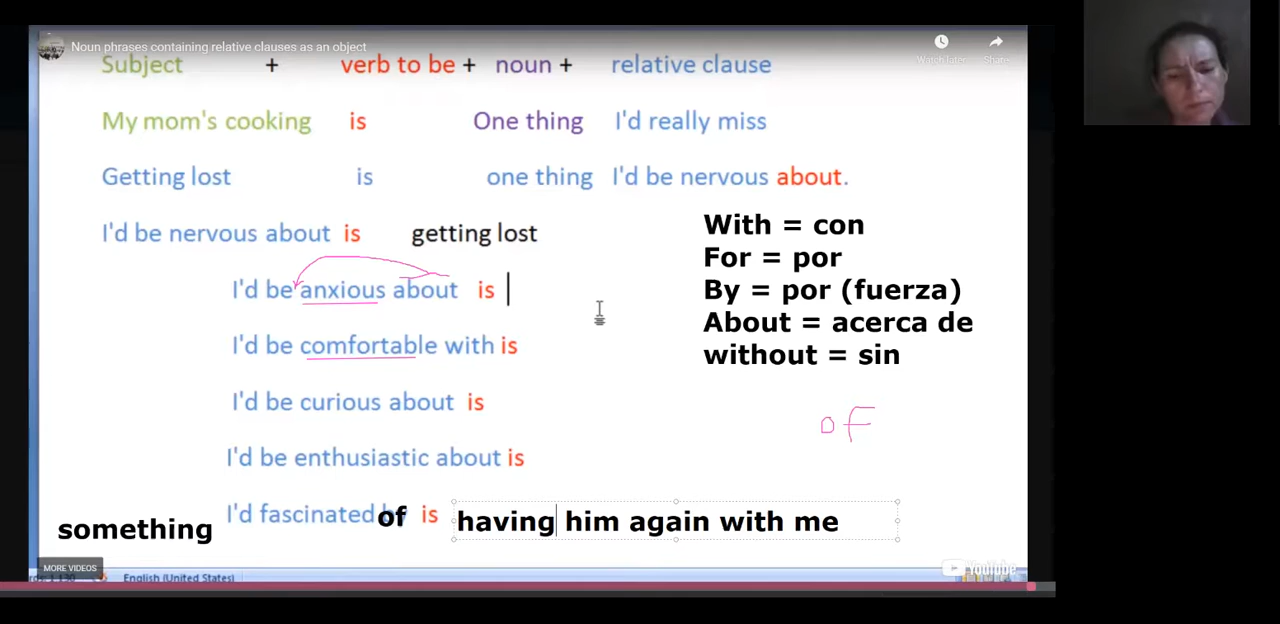 Noun phrases containing relative clauses as an object
Watch later Share
Subject + verb to be + noun + relative clause
My mom's cooking is One thing I'd really miss
Getting lost is one thing I'd be nervous about.
I'd be nervous about is getting lost
With = con
For = por
I'd be anxious about is
By = por (fuerza)
About = acerca de
I'd be comfortable with is
without = sin
I'd be curious about is
of
I'd be enthusiastic about is
something I'd fascinated of is having him again with me
MORE VIDEOS
English (United States)
YouTube